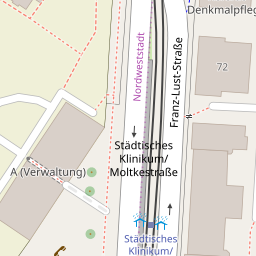 Denkmalpfleg
Nordweststadt
Franz-Lust-Straße
72
Städtisches
Klinikum/
Moltkestraße
A (Verwaltung)
Städtisches
Klinikum/